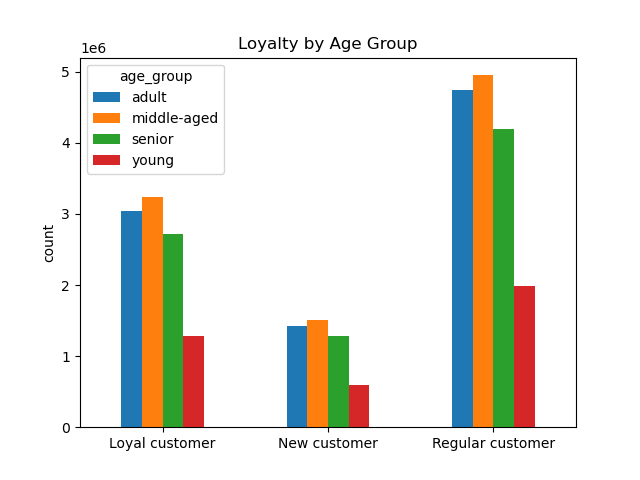 Loyalty by Age Group
1e6
5
4
3
2
1
0
count
age_group
adult
middle-aged
senior
young
Loyal customer
New customer
Regular customer